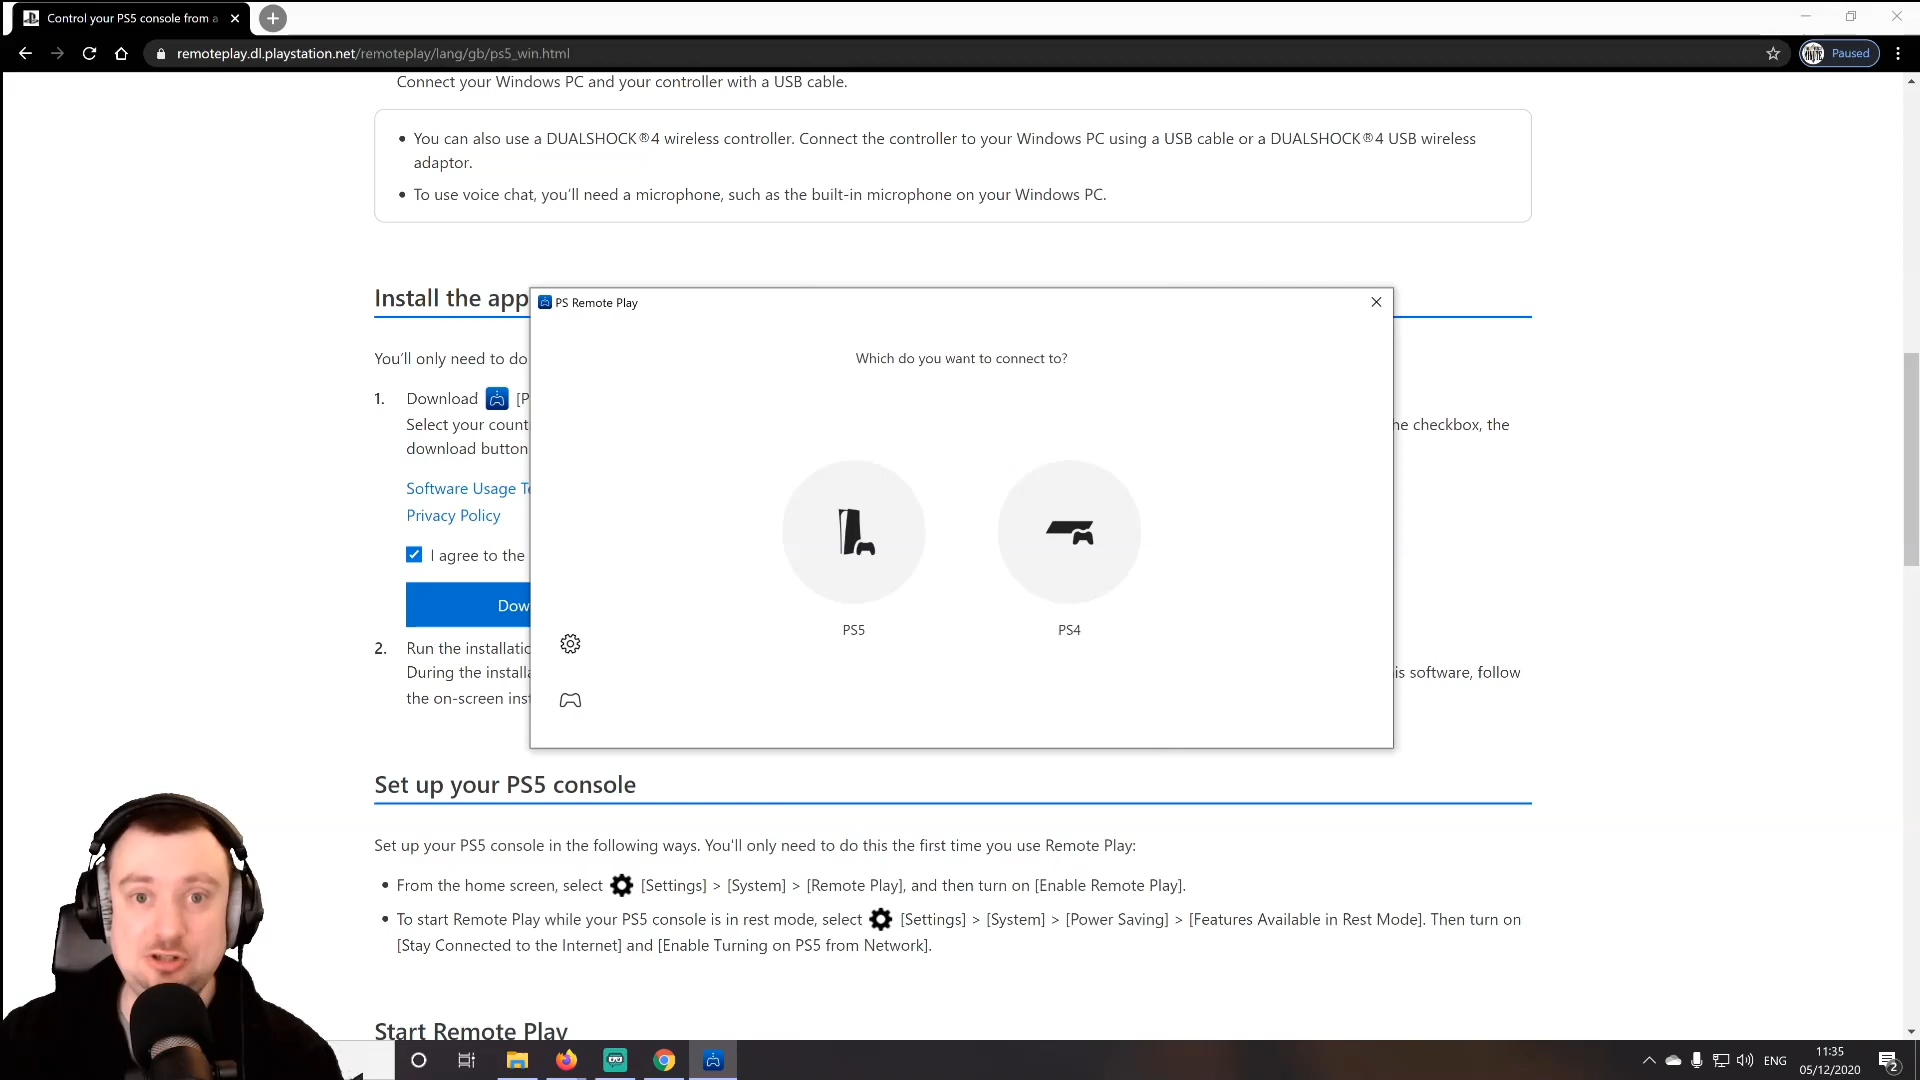 Control your PS5 console from a
remoteplay.dl.playstation.net/remoteplay/lang/gb/ps5_win.html
Paused
Connect your Windows PC and your controller with a USB cable.
• You can also use a DUALSHOCK®4 wireless controller. Connect the controller to your Windows PC using a USB cable or a DUALSHOCK®4 USB wireless
adaptor.
• To use voice chat, you’ll need a microphone, such as the built-in microphone on your Windows PC.
Install the app
PS Remote Play
Which do you want to connect to?
You’ll only need to do
1. Download [P
Select your count he checkbox, the
download button
Software Usage Te
Privacy Policy
I agree to the
Dow
PS5
PS4
2. Run the installatio
During the installa is software, follow
the on-screen inst
Set up your PS5 console
Set up your PS5 console in the following ways. You'll only need to do this the first time you use Remote Play:
• From the home screen, select [Settings] > [System] > [Remote Play], and then turn on [Enable Remote Play].
• To start Remote Play while your PS5 console is in rest mode, select [Settings] > [System] > [Power Saving] > [Features Available in Rest Mode]. Then turn on
[Stay Connected to the Internet] and [Enable Turning on PS5 from Network].
Start Remote Play
ENG
11:35
05/12/2020
2